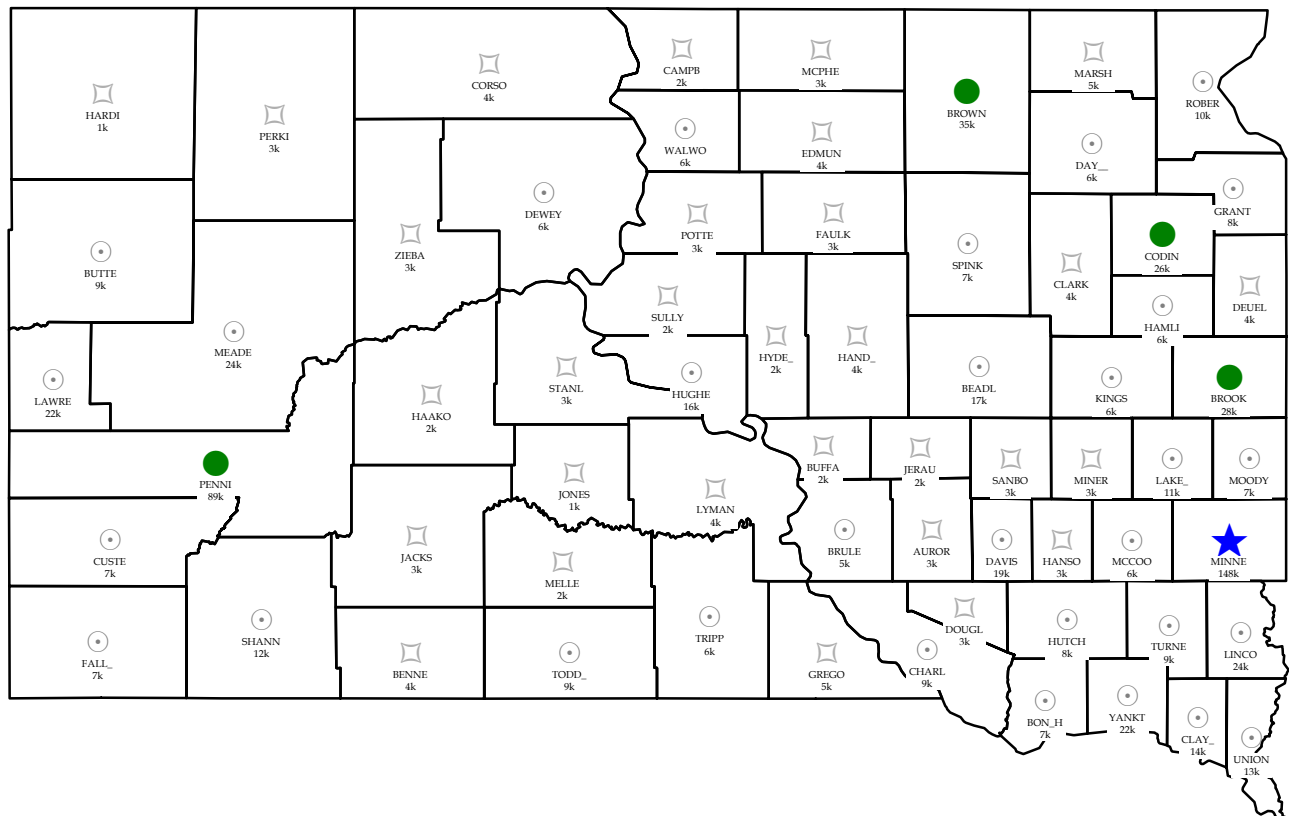 CORSO
4k
CAMPB
2k
MCPHE
3k
MARSH
5k
HARDI
1k
PERKI
3k
BROWN
35k
ROBER
10k
WALWO
6k
EDMUN
4k
DAY__
6k
DEWEY
6k
GRANT
8k
POTTE
3k
FAULK
3k
ZIEBA
3k
BUTTE
9k
SPINK
7k
CODIN
26k
CLARK
4k
SULLY
2k
DEUEL
4k
HAMLI
6k
MEADE
24k
HYDE_
2k
HAND_
4k
LAWRE
22k
STANL
3k
HUGHE
16k
BEADL
17k
KINGS
6k
BROOK
28k
HAAKO
2k
PENNI
89k
BUFFA
2k
JERAU
2k
SANBO
3k
MINER
3k
LAKE_
11k
MOODY
7k
JONES
1k
LYMAN
4k
CUSTE
7k
JACKS
3k
BRULE
5k
AUROR
3k
DAVIS
19k
HANSO
3k
MCCOO
6k
MINNE
148k
MELLE
2k
SHANN
12k
TRIPP
6k
DOUGL
3k
HUTCH
8k
TURNE
9k
LINCO
24k
FALL_
7k
BENNE
4k
TODD_
9k
GREGO
5k
CHARL
9k
BON_H
7k
YANKT
22k
CLAY_
14k
UNION
13k